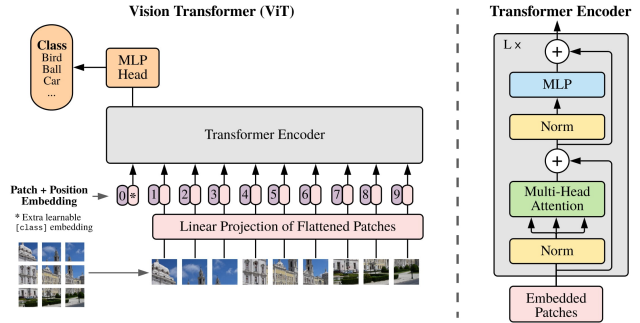 Vision Transformer (ViT)
Class
Bird
Ball
Car
...
MLP
Head
Transformer Encoder
Patch + Position
Embedding
0 * 1 2 3 4 5 6 7 8 9
* Extra learnable
[class] embedding
Linear Projection of Flattened Patches
Transformer Encoder
L x
+
MLP
Norm
+
Multi-Head
Attention
Norm
Embedded
Patches